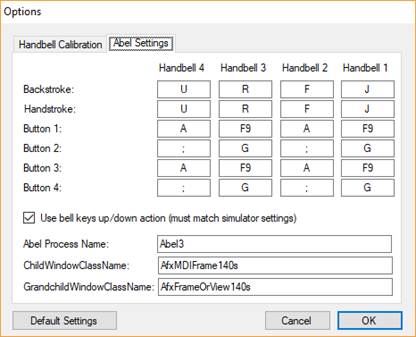 Options
Handbell Calibration Abel Settings
Handbell 4 Handbell 3 Handbell 2 Handbell 1
Backstroke: U R F J
Handstroke: U R F J
Button 1: A F9 A F9
Button 2: ; G ; G
Button 3: A F9 A F9
Button 4: ; G ; G
Use bell keys up/down action (must match simulator settings)
Abel Process Name: Abel3
ChildWindowClassName: AfxMDIFrame140s
GrandchildWindowClassName: AfxFrameOrView140s
Default Settings Cancel OK